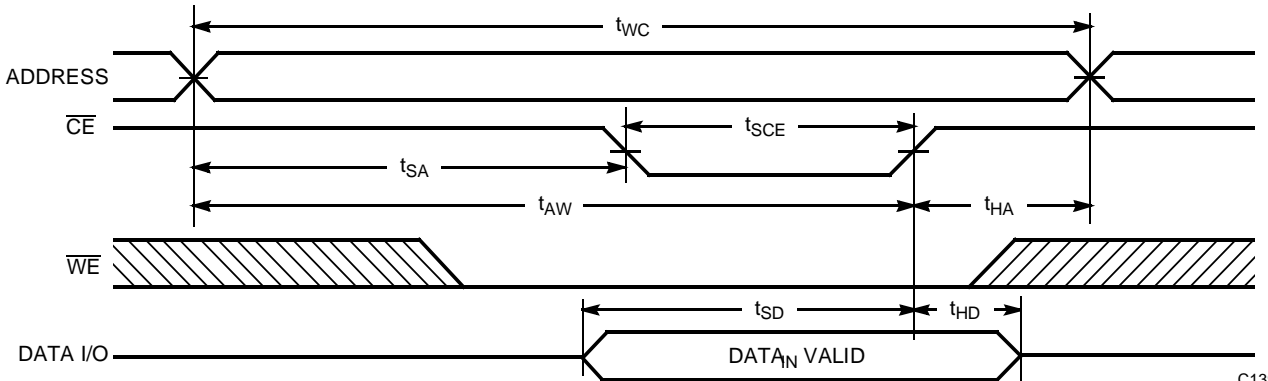 tWC
ADDRESS
CE
tSCE
tSA
tAW
tHA
WE
tSD
tHD
DATA I/O
DATAIN VALID
C13